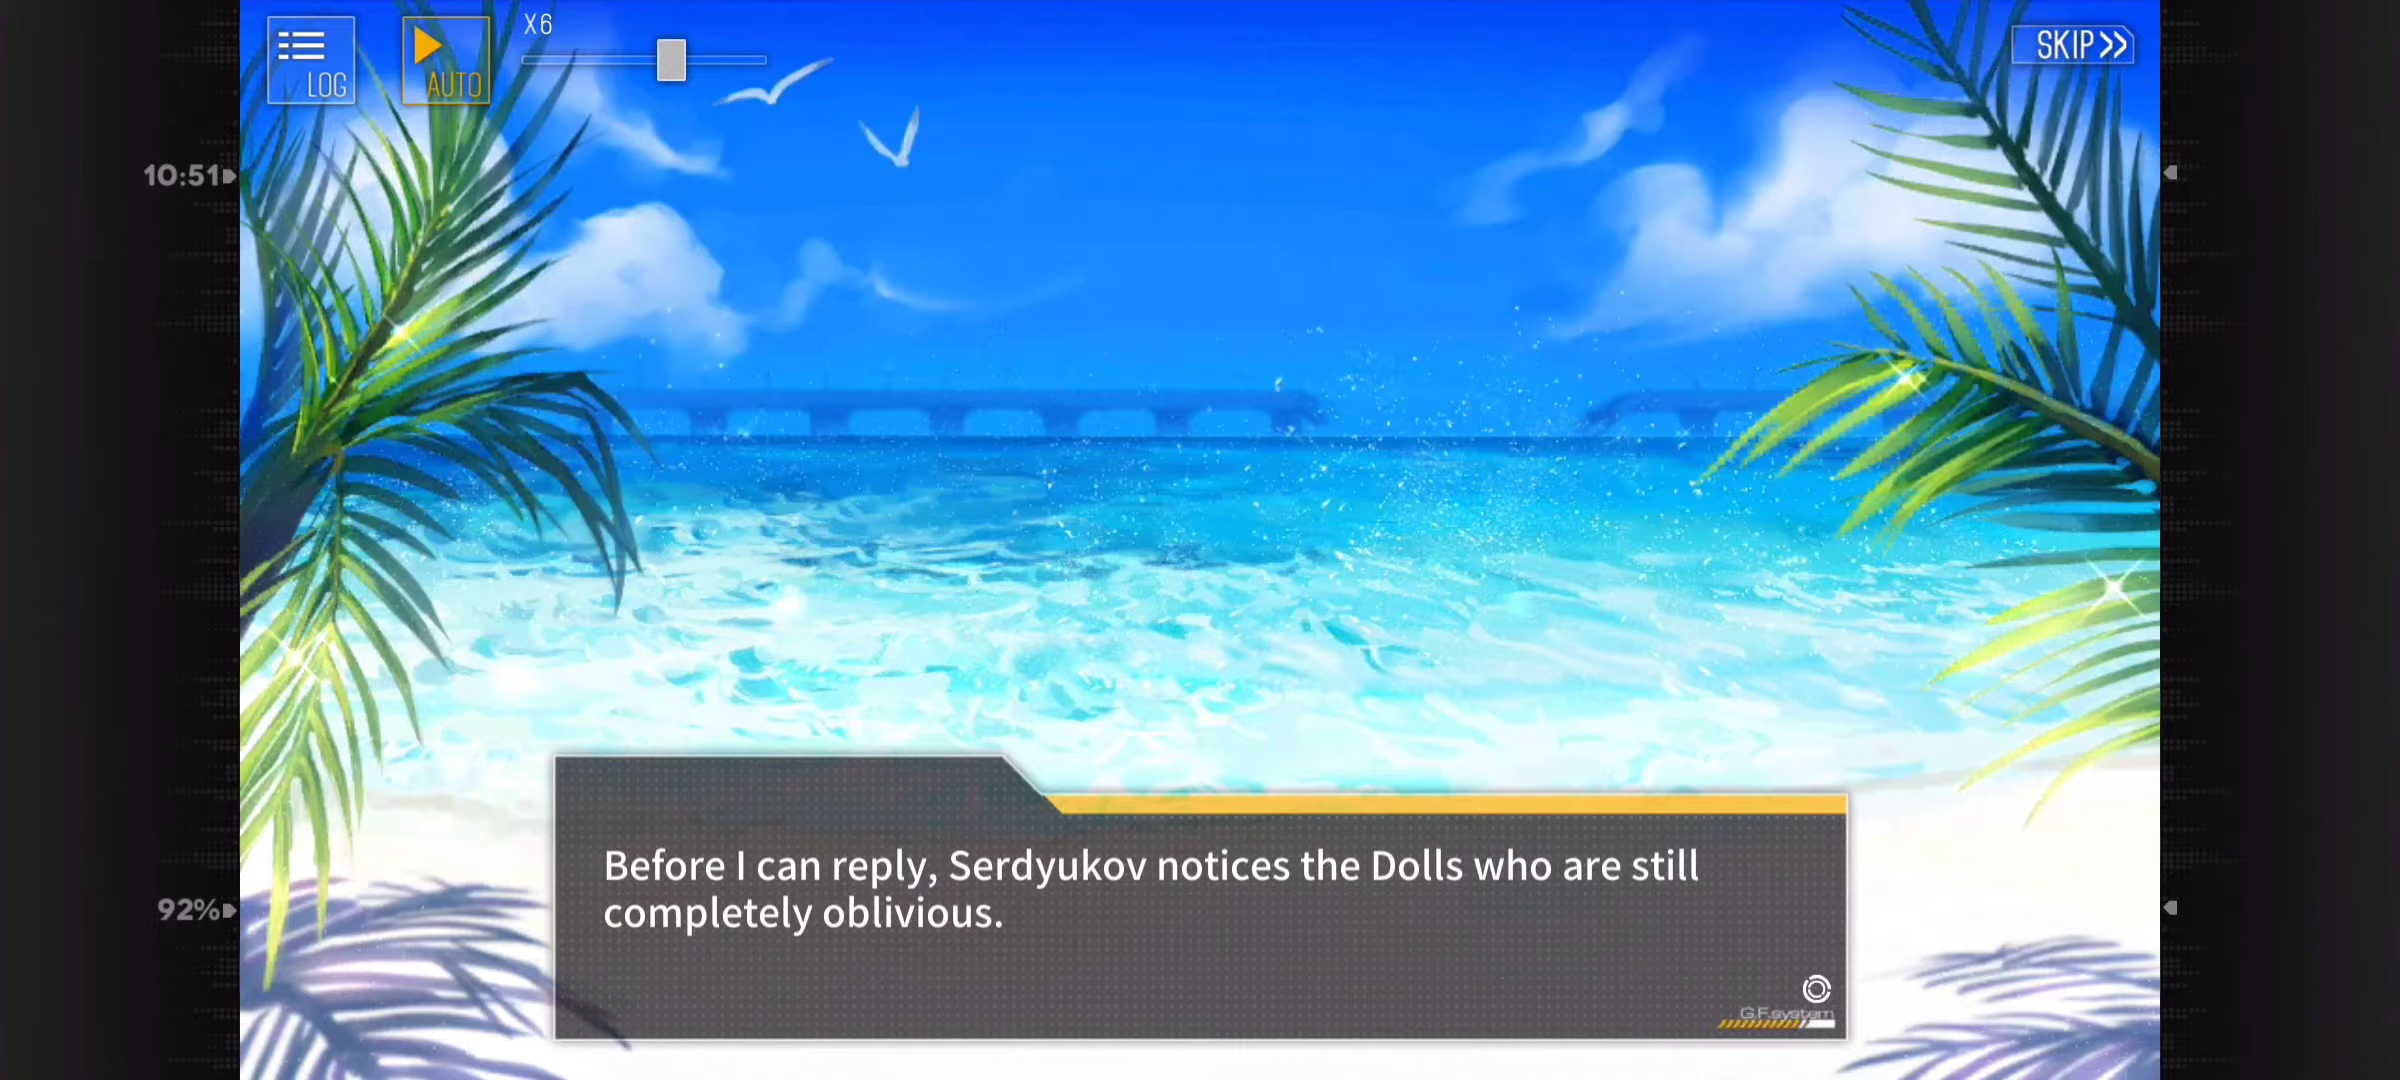 X6
LOG
AUTO
SKIP
10:51
Before I can reply, Serdyukov notices the Dolls who are still
completely oblivious.
92%
G.F.system